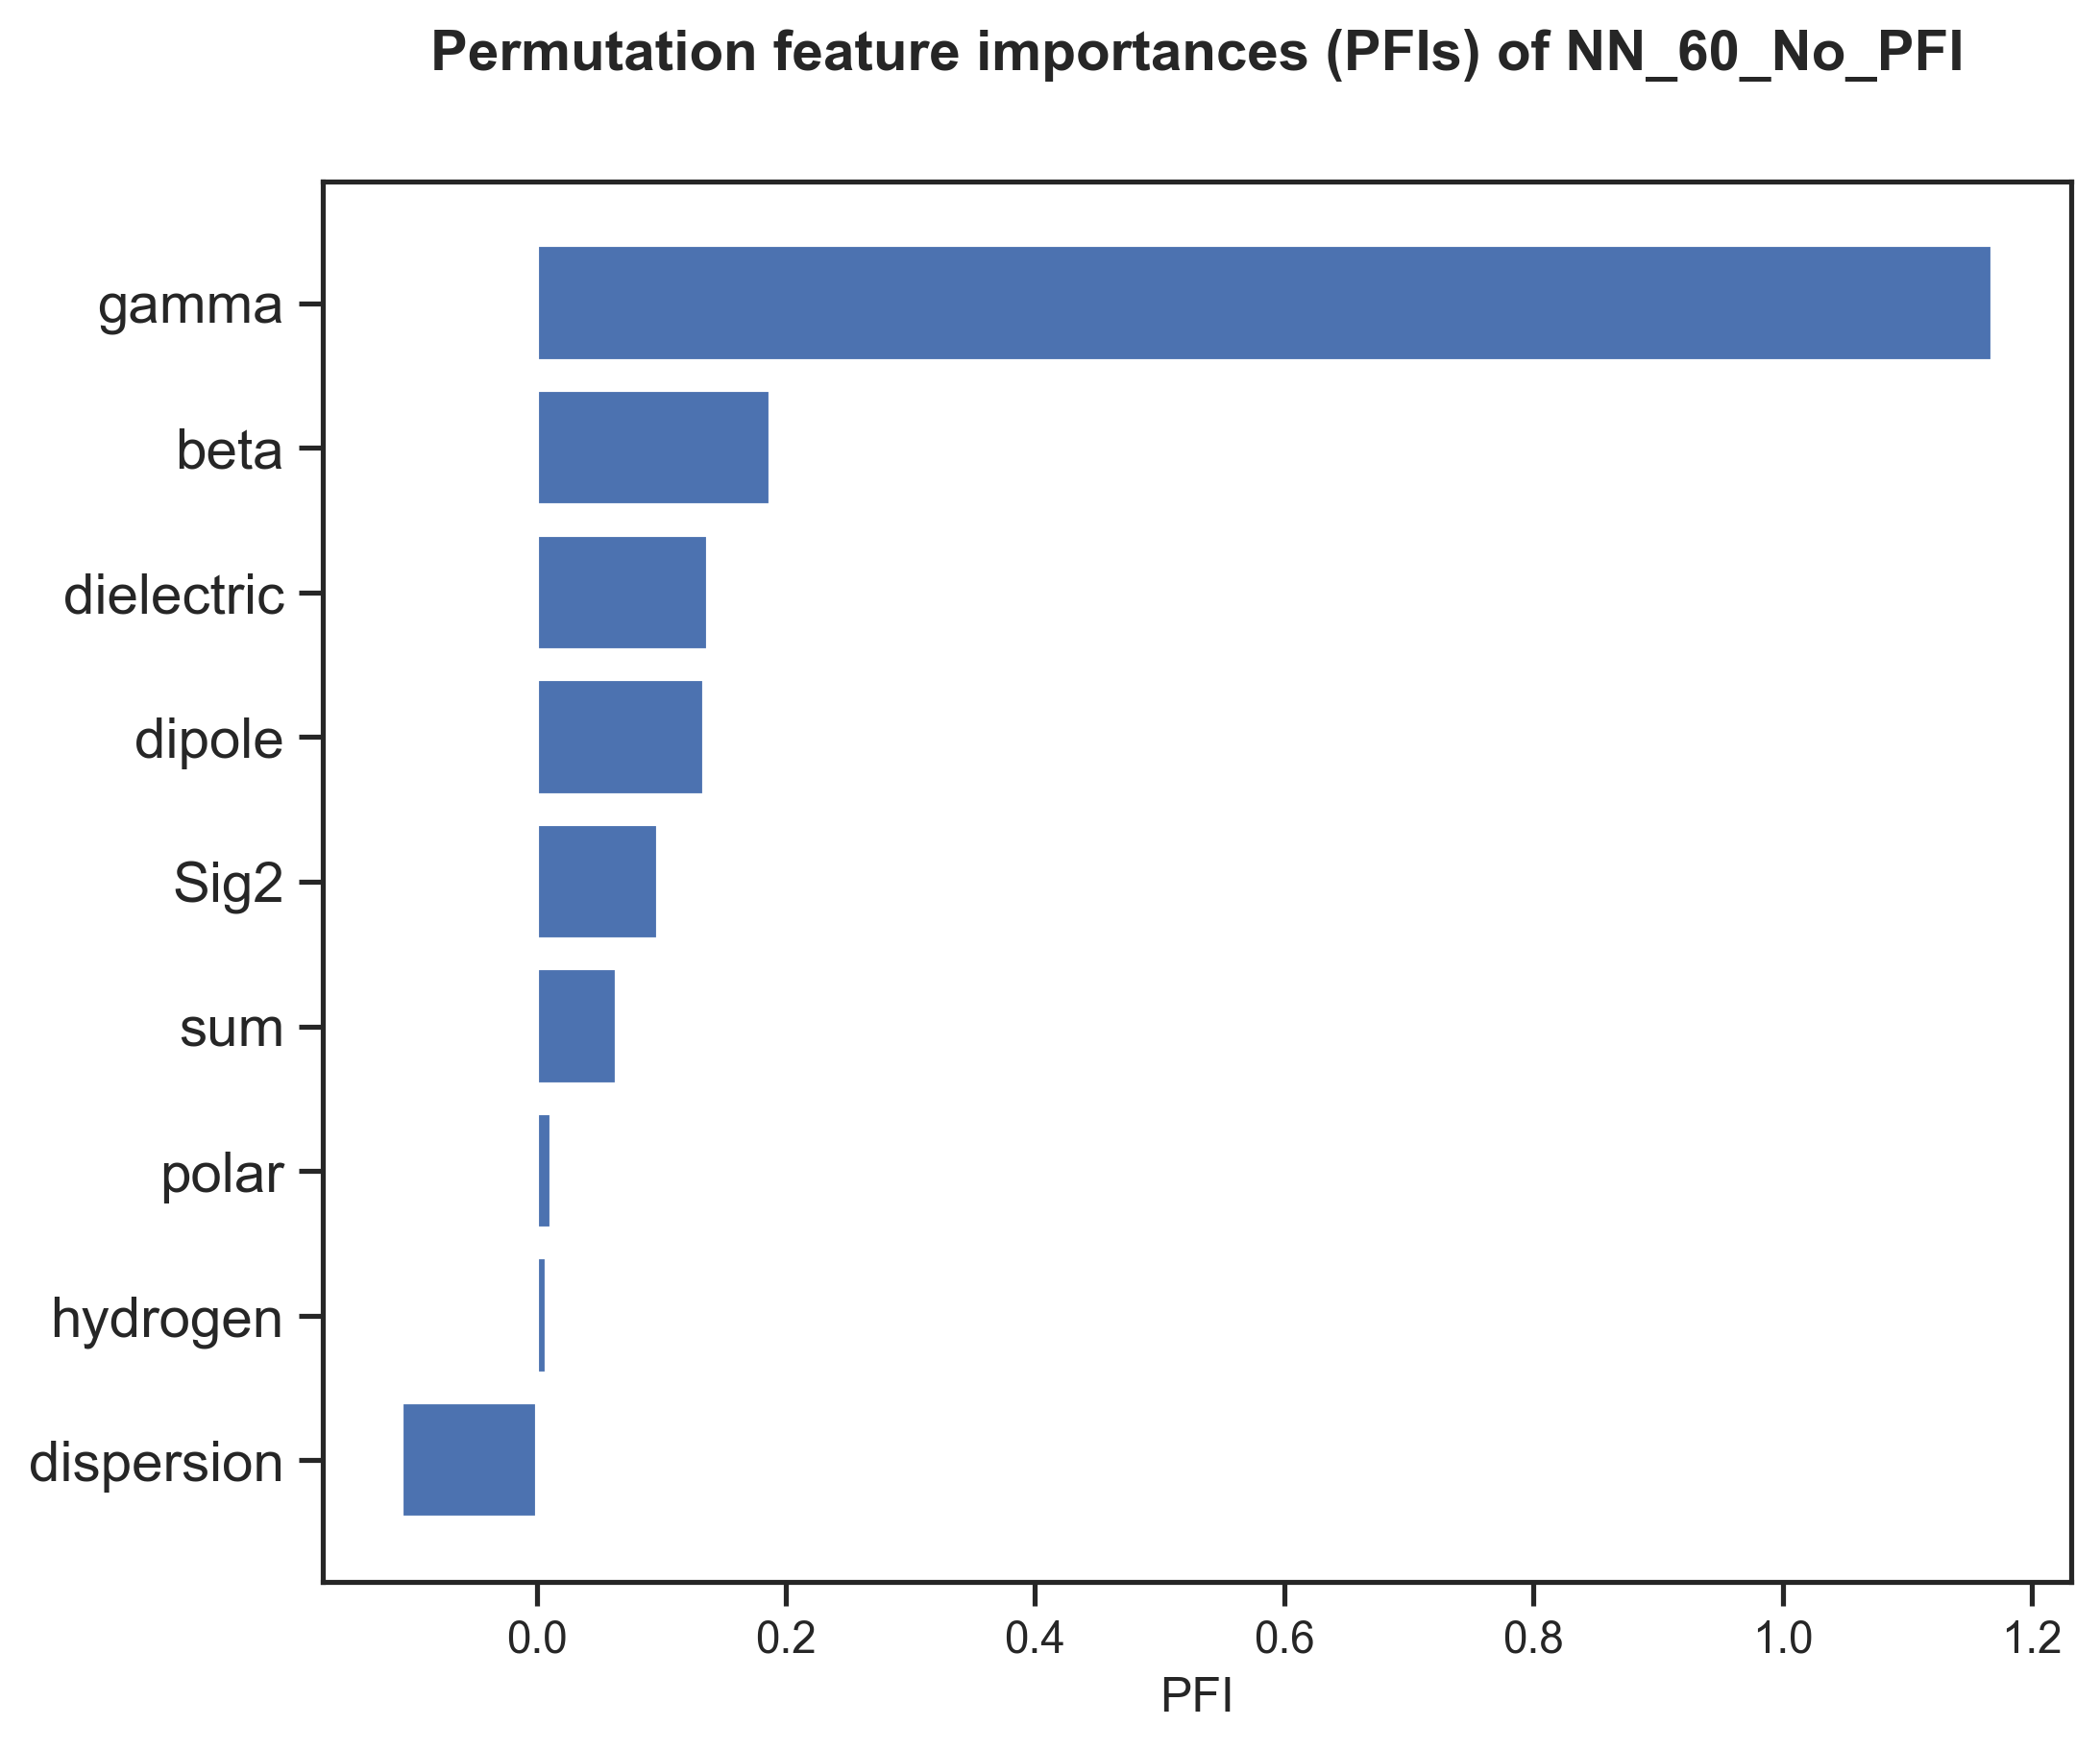 Permutation feature importances (PFIs) of NN_60_No_PFI
gamma
beta
dielectric
dipole
Sig2
sum
polar
hydrogen
dispersion
0.0 0.2 0.4 0.6 0.8 1.0 1.2
PFI